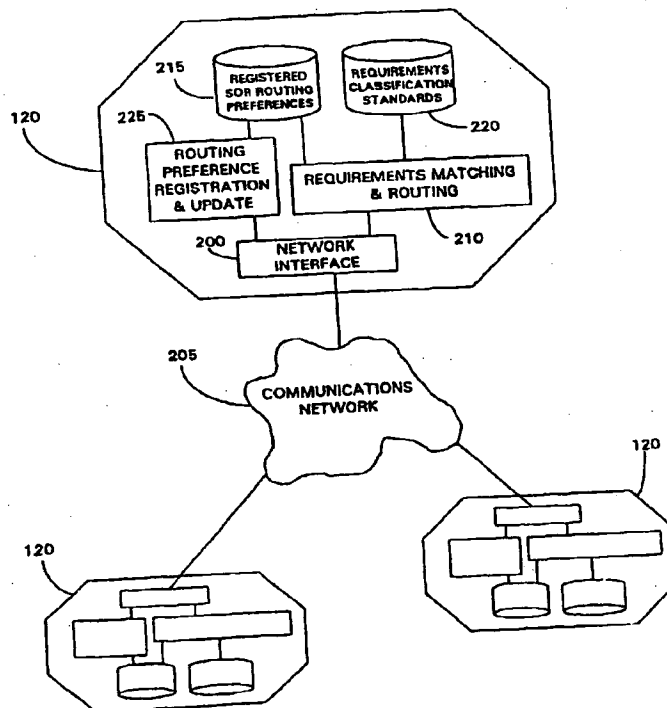 215
REGISTERED
SOR ROUTING
PREFERENCES
REQUIREMENTS
CLASSIFICATION
STANDARDS
225
220
120
ROUTING
PREFERENCE
REGISTRATION
& UPDATE
REQUIREMENTS MATCHING
& ROUTING
200
NETWORK
INTERFACE
210
205
COMMUNICATIONS
NETWORK
120
120